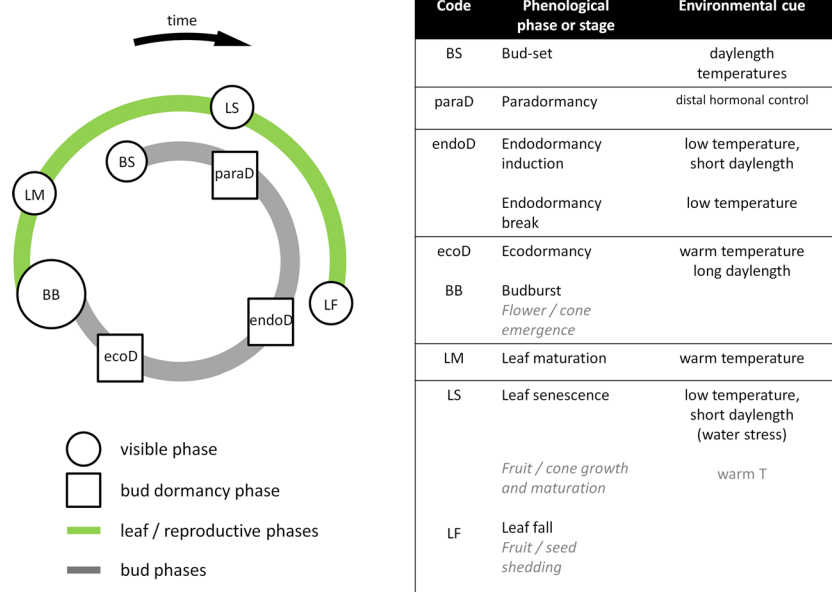 time
LS
BS
paraD
LM
BB
LF
endoD
ecoD
visible phase
bud dormancy phase
leaf / reproductive phases
bud phases
Code Phenological phase or stage Environmental cue
BS Bud-set daylength
temperatures
paraD Paradormancy distal hormonal control
endoD Endodormancy low temperature,
induction short daylength
Endodormancy low temperature
break
ecoD Ecodormancy warm temperature
long daylength
BB Budburst
Flower / cone
emergence
LM Leaf maturation warm temperature
LS Leaf senescence low temperature,
short daylength
(water stress)
Fruit / cone growth warm T
and maturation
LF Leaf fall
Fruit / seed
shedding